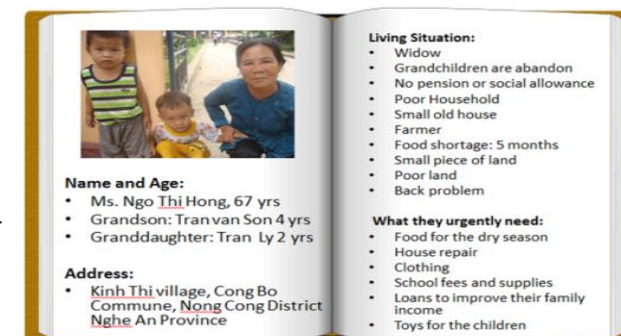 Name and Age:
• Ms. Ngo Thi Hong, 67 yrs
• Grandson: Tran van Son 4 yrs
• Granddaughter: Tran Ly 2 yrs
Address:
• Kinh Thi village, Cong Bo
Commune, Nong Cong District
Nghe An Province
Living Situation:
• Widow
• Grandchildren are abandon
• No pension or social allowance
• Poor Household
• Small old house
• Farmer
• Food shortage: 5 months
• Small piece of land
• Poor land
• Back problem
What they urgently need:
• Food for the dry season
• House repair
• Clothing
• School fees and supplies
• Loans to improve their family
income
• Toys for the children